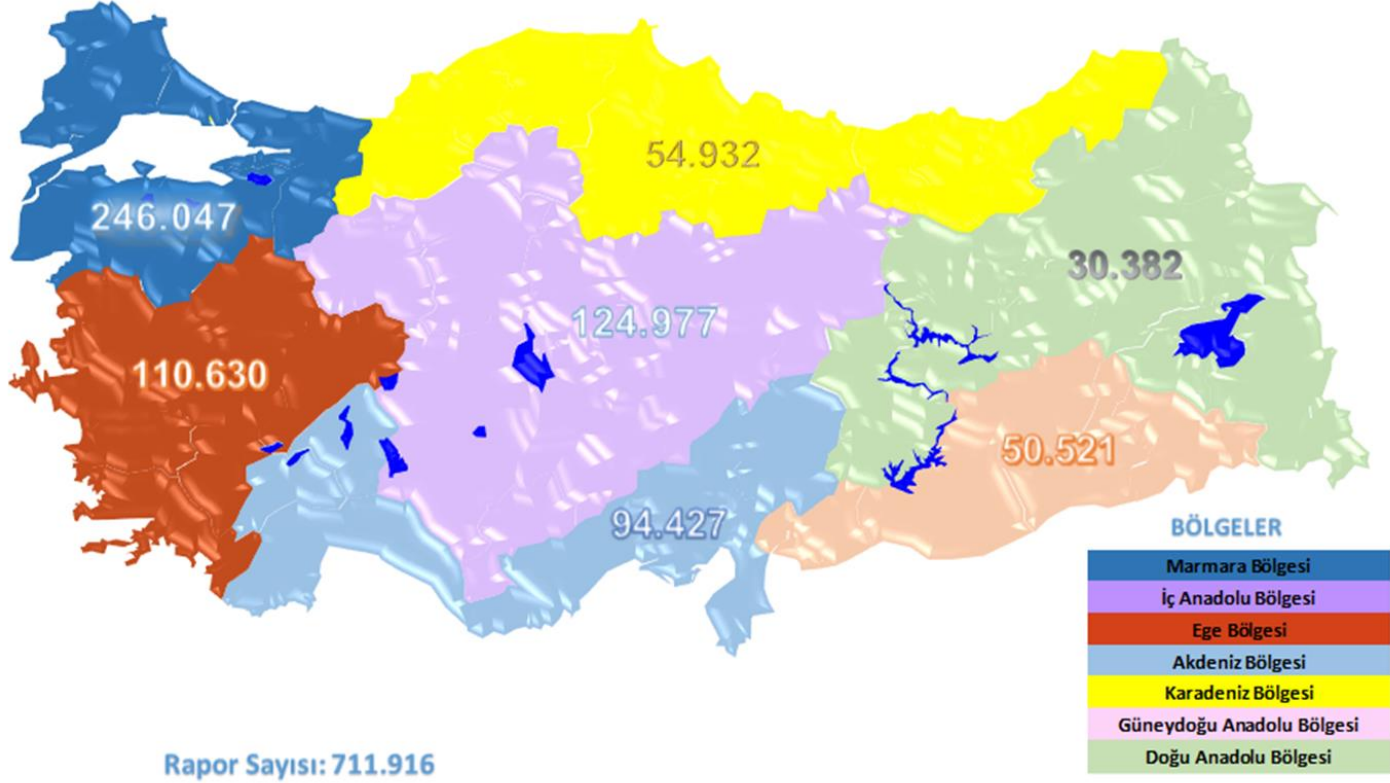 54.932
246.047
30.382
124.977
110.630
50.521
94.427
BÖLGELER
Marmara Bölgesi
İç Anadolu Bölgesi
Ege Bölgesi
Akdeniz Bölgesi
Karadeniz Bölgesi
Güneydoğu Anadolu Bölgesi
Doğu Anadolu Bölgesi
Rapor Sayısı: 711.916